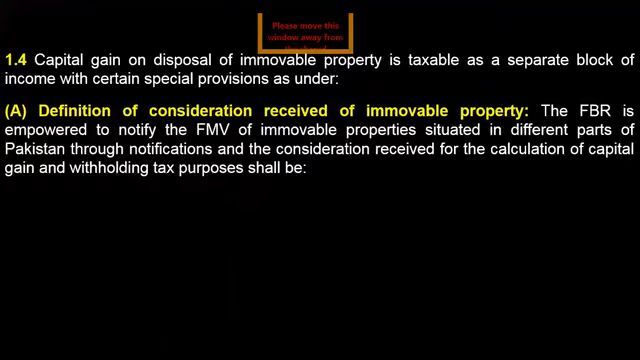 Please move this
window away from
the shared
1.4 Capital gain on disposal of immovable property is taxable as a separate block of
income with certain special provisions as under:
(A) Definition of consideration received of immovable property: The FBR is
empowered to notify the FMV of immovable properties situated in different parts of
Pakistan through notifications and the consideration received for the calculation of capital
gain and withholding tax purposes shall be: